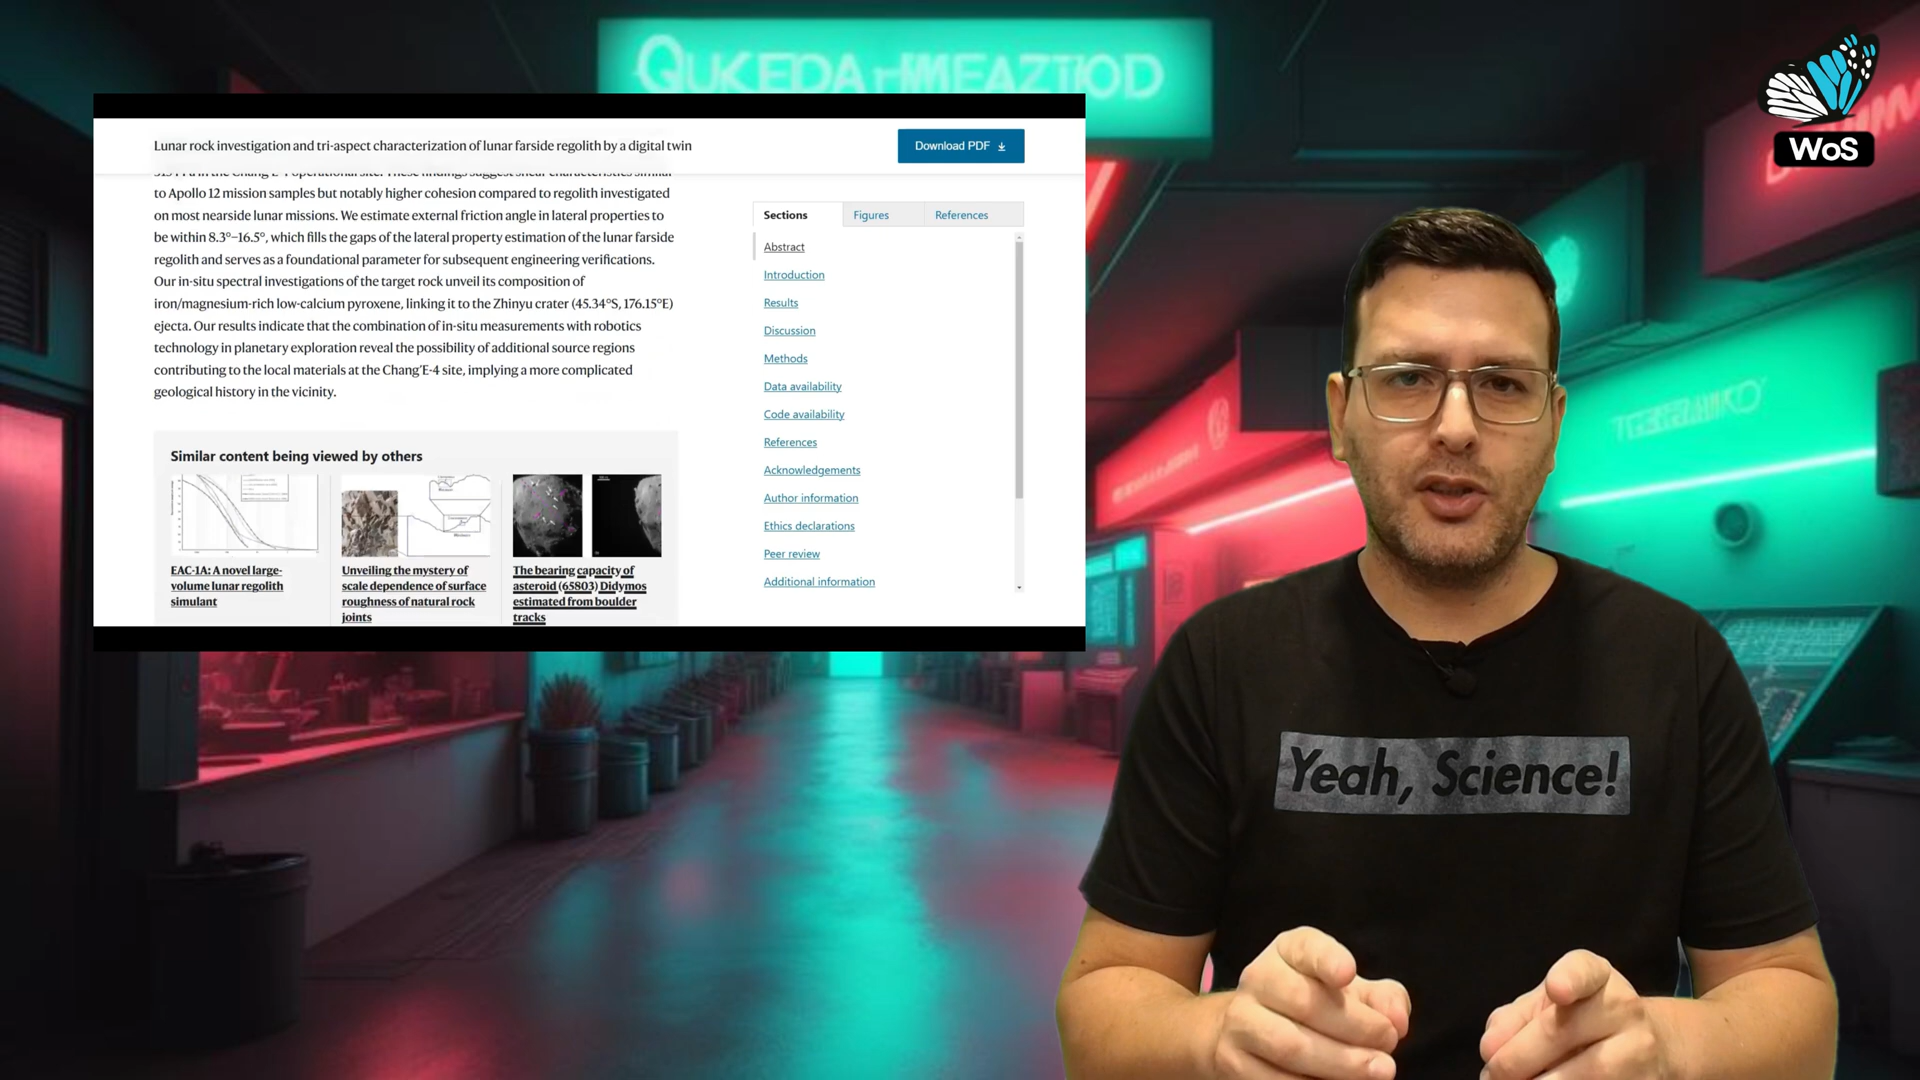 QUKEDA-HMEAZTIOD
WoS
Lunar rock investigation and tri-aspect characterization of lunar farside regolith by a digital twin
Download PDF
to Apollo 12 mission samples but notably higher cohesion compared to regolith investigated
on most nearside lunar missions. We estimate external friction angle in lateral properties to
be within 8.3°–16.5°, which fills the gaps of the lateral property estimation of the lunar farside
regolith and serves as a foundational parameter for subsequent engineering verifications.
Our in-situ spectral investigations of the target rock unveil its composition of
iron/magnesium-rich low-calcium pyroxene, linking it to the Zhinyu crater (45.34°S, 176.15°E)
ejecta. Our results indicate that the combination of in-situ measurements with robotics
technology in planetary exploration reveal the possibility of additional source regions
contributing to the local materials at the Chang'E-4 site, implying a more complicated
geological history in the vicinity.
Sections Figures References
Abstract
Introduction
Results
Discussion
Methods
Data availability
Code availability
References
Acknowledgements
Author information
Ethics declarations
Peer review
Additional information
Similar content being viewed by others
EAC-1A: A novel large-
volume lunar regolith
simulant
Unveiling the mystery of
scale dependence of surface
roughness of natural rock
joints
The bearing capacity of
asteroid (65803) Didymos
estimated from boulder
tracks
Yeah, Science!